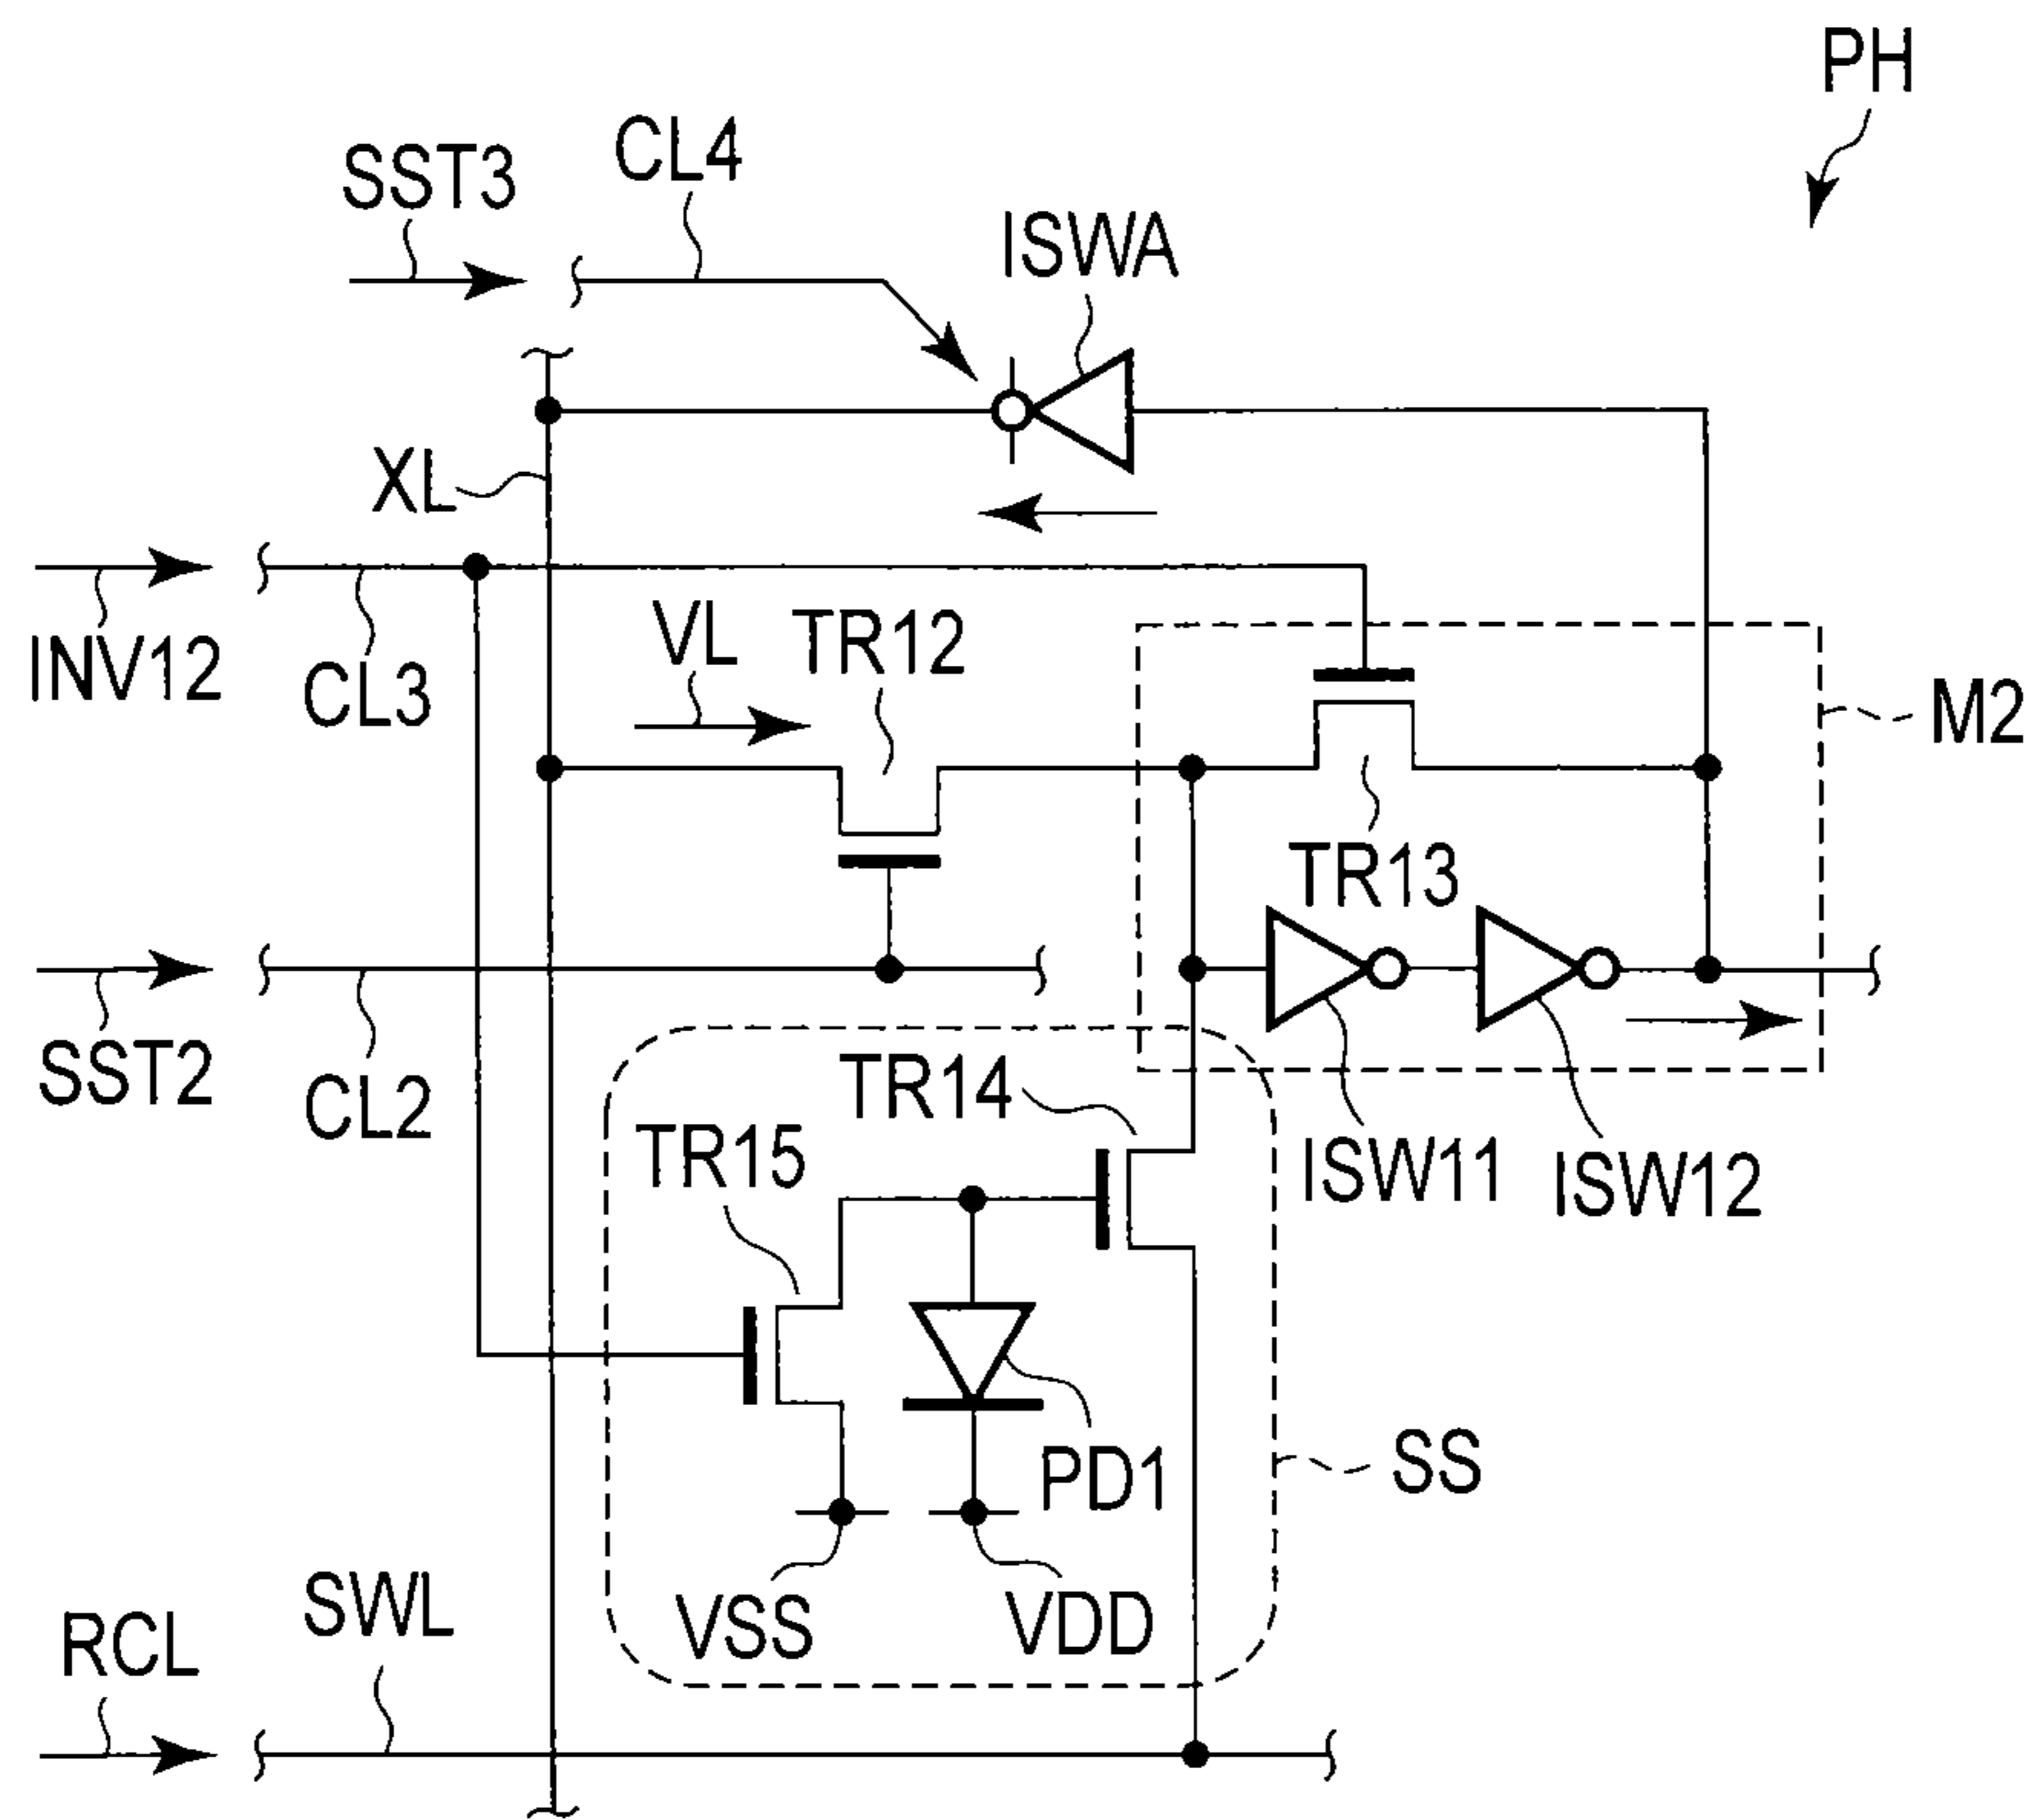 PH
SST3
CL4
ISWA
XL
INV12
CL3
VL
TR12
M2
TR13
SST2
CL2
TR14
TR15
ISW11
ISW12
PD1
SS
VSS
VDD
RCL
SWL